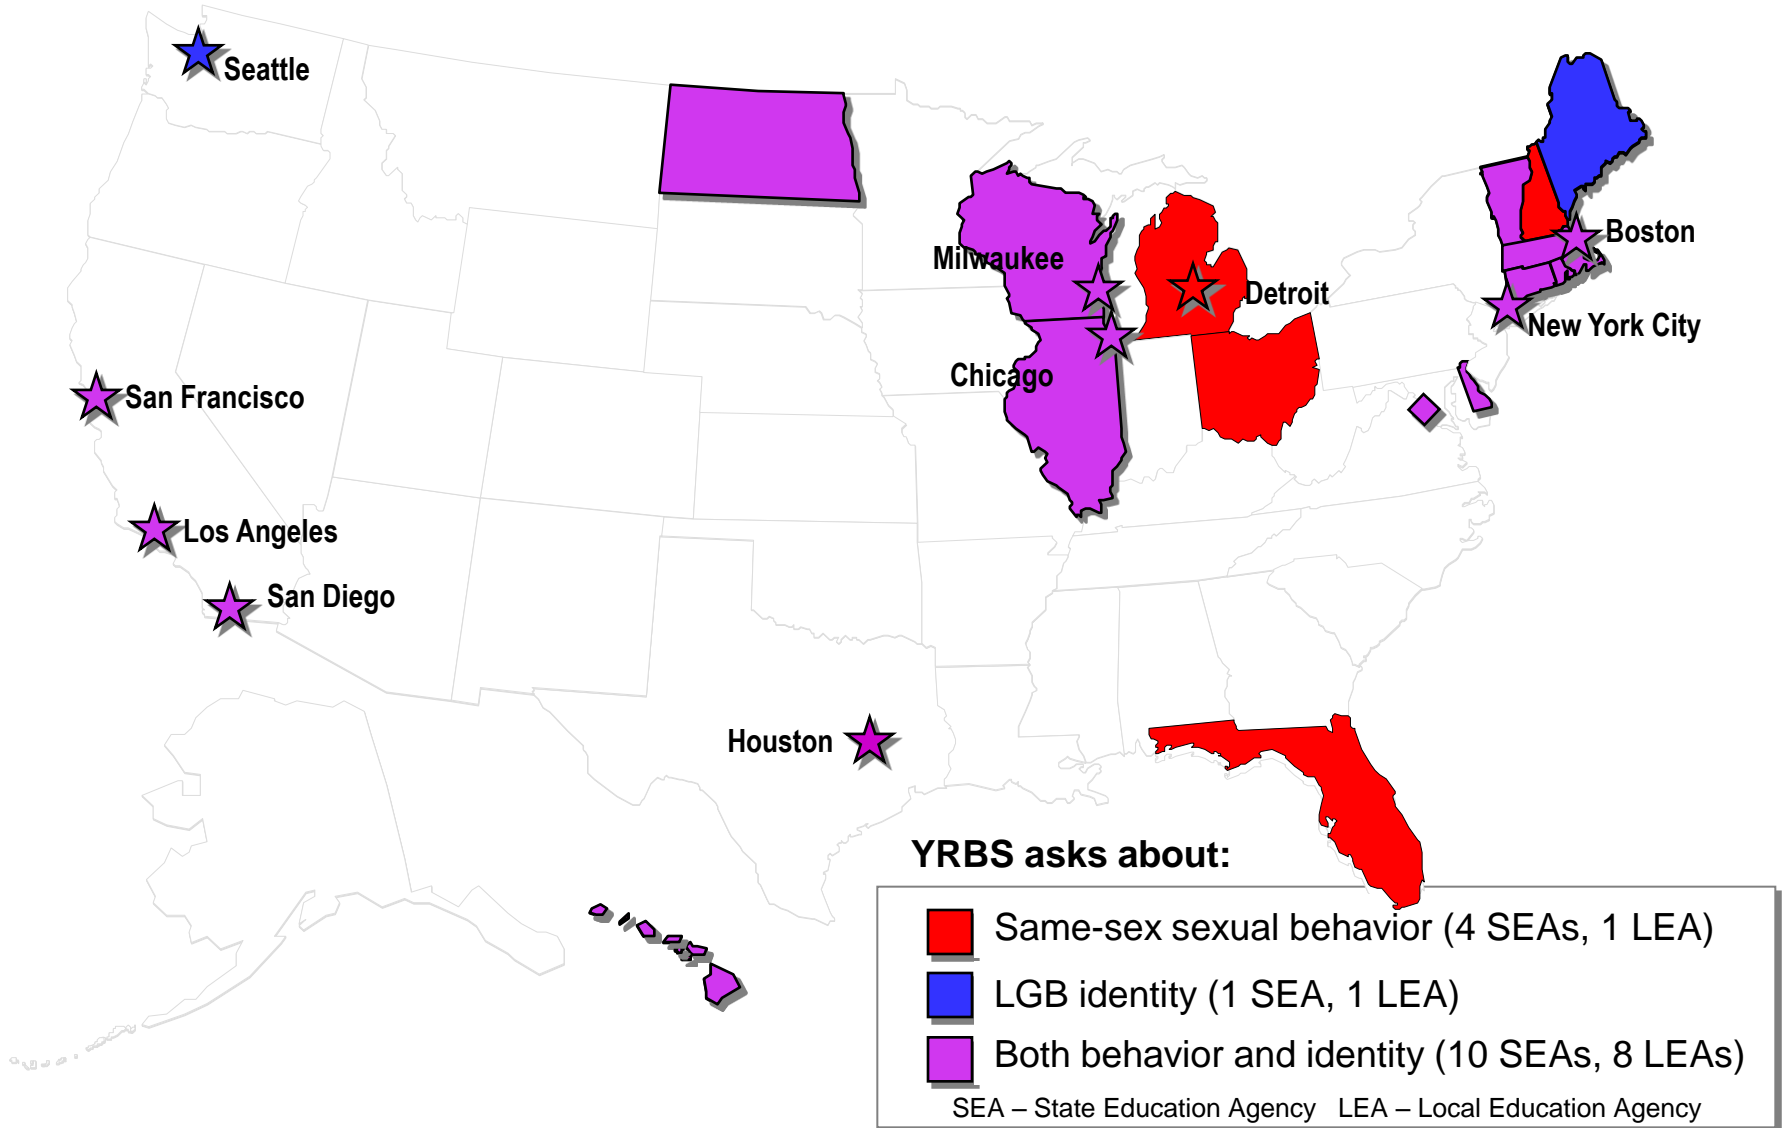 Seattle
Boston
Milwaukee
Detroit
New York City
Chicago
San Francisco
Los Angeles
San Diego
Houston
YRBS asks about:
Same-sex sexual behavior (4 SEAs, 1 LEA)
LGB identity (1 SEA, 1 LEA)
Both behavior and identity (10 SEAs, 8 LEAs)
SEA – State Education Agency LEA – Local Education Agency